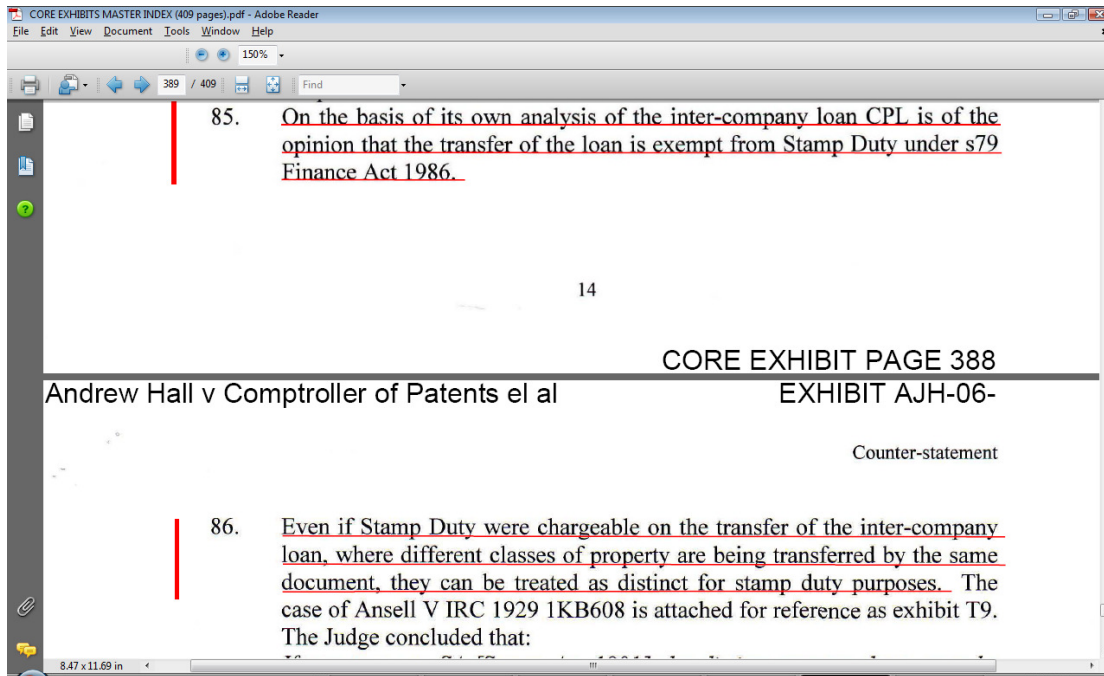 CORE EXHIBITS MASTER INDEX (409 pages).pdf - Adobe Reader
File Edit View Document Tools Window Help
150%
389 / 409 Find
85. On the basis of its own analysis of the inter-company loan CPL is of the
opinion that the transfer of the loan is exempt from Stamp Duty under s79
Finance Act 1986.
14
CORE EXHIBIT PAGE 388
Andrew Hall v Comptroller of Patents el al EXHIBIT AJH-06-
Counter-statement
86. Even if Stamp Duty were chargeable on the transfer of the inter-company
loan, where different classes of property are being transferred by the same
document, they can be treated as distinct for stamp duty purposes. The
case of Ansell V IRC 1929 1KB608 is attached for reference as exhibit T9.
The Judge concluded that:
8.47 x 11.69 in